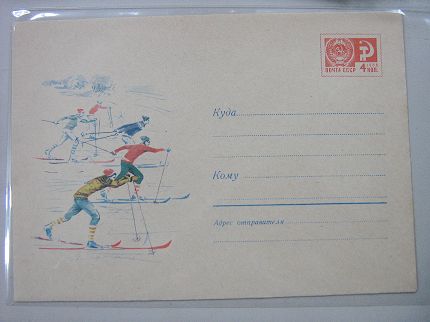 ПОЧТА СССР
4 КОП.
Куда
Кому
Адрес отправителя